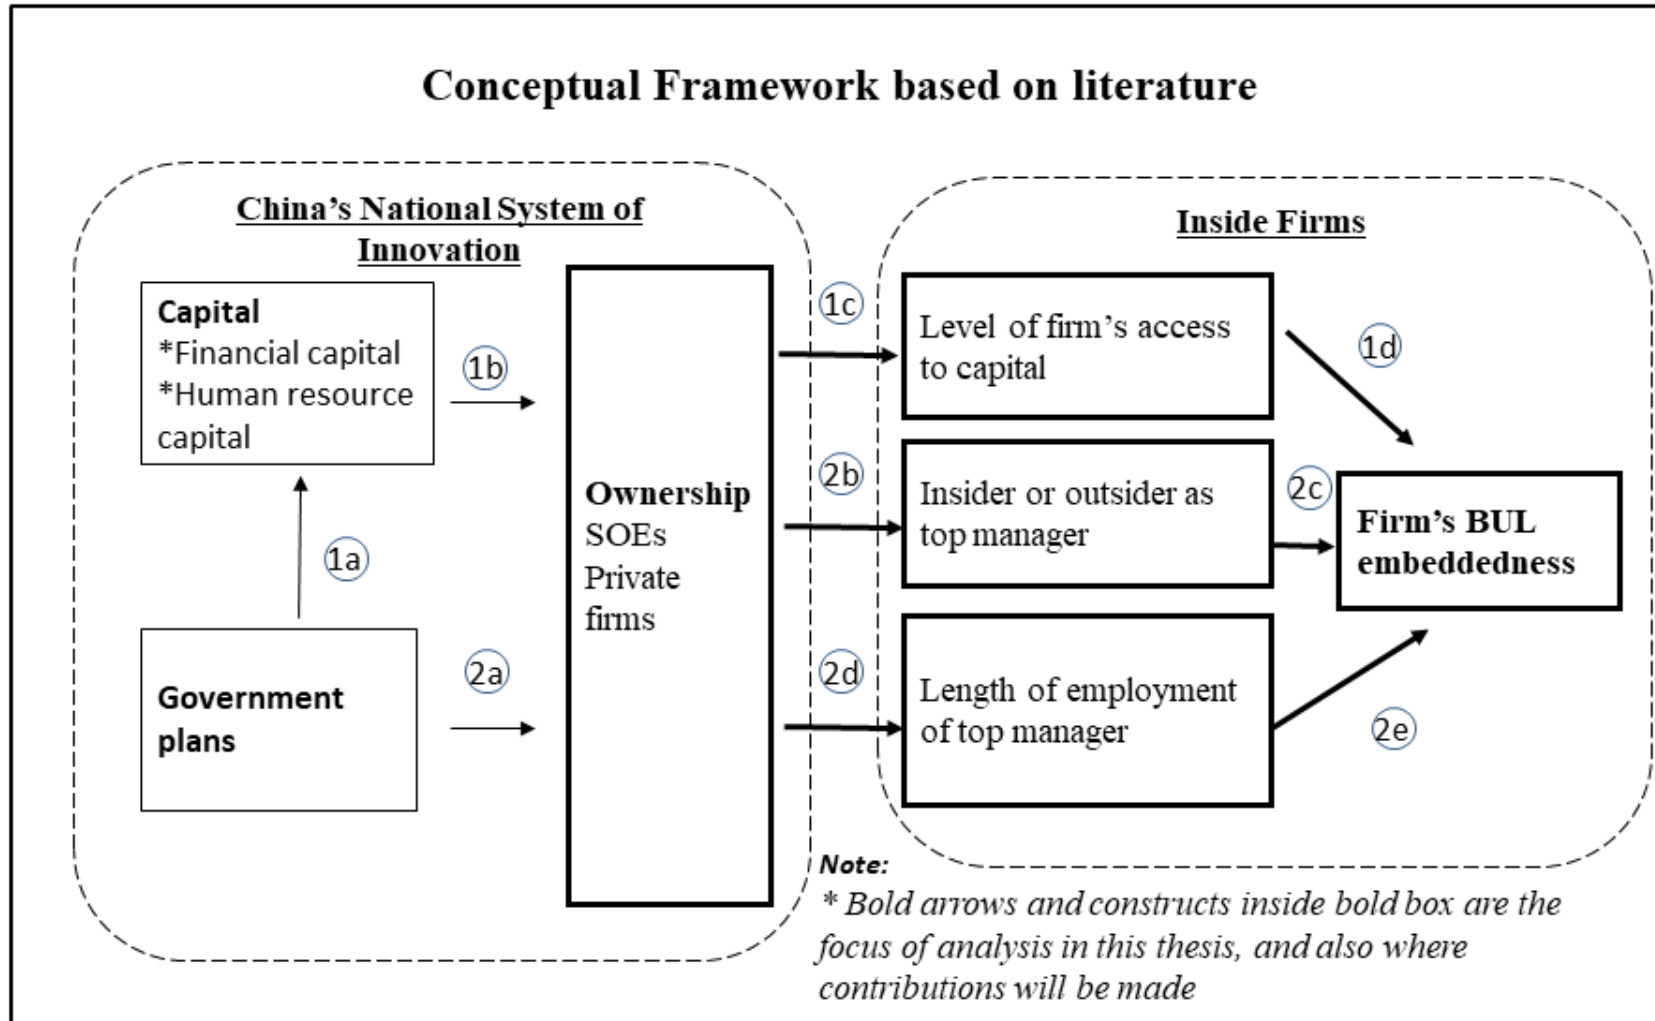 Conceptual Framework based on literature
China's National System of
Innovation
Capital
*Financial capital
*Human resource
capital
1b
1a
Government
plans
2a
Ownership
SOEs
Private
firms
1c
2b
2d
Inside Firms
Level of firm's access
to capital
1d
Insider or outsider as
top manager
2c
Length of employment
of top manager
2e
Firm's BUL
embeddedness
Note:
* Bold arrows and constructs inside bold box are the
focus of analysis in this thesis, and also where
contributions will be made